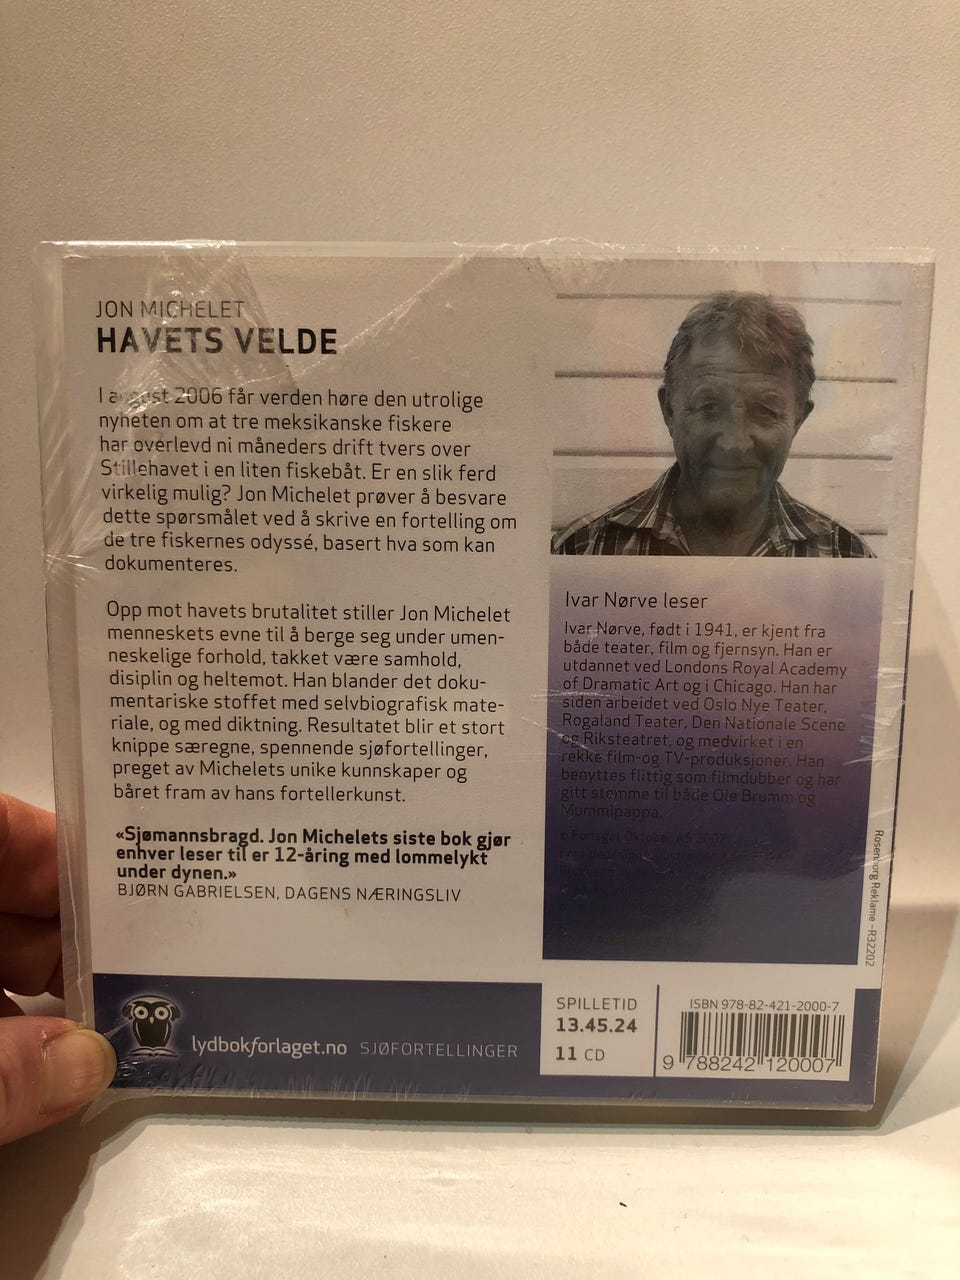 JON MICHELET
HAVETS VELDE
I august 2006 får verden høre den utrolige
nyheten om at tre meksikanske fiskere
har overlevd ni måneders drift tvers over
Stillehavet i en liten fiskebåt. Er en slik ferd
virkelig mulig? Jon Michelet prøver å besvare
dette spørsmålet ved å skrive en fortelling om
de tre fiskernes odyssé, basert hva som kan
dokumenteres.
Opp mot havets brutalitet stiller Jon Michelet
menneskets evne til å berge seg under umen-
neskelige forhold, takket være samhold,
disiplin og heltemot. Han blander det doku-
mentariske stoffet med selvbiografisk mate-
riale, og med diktning. Resultatet blir et stort
knippe særegne, spennende sjøfortellinger,
preget av Michelets unike kunnskaper og
båret fram av hans fortellerkunst.
«Sjømannsbragd. Jon Michelets siste bok gjør
enhver leser til er 12-åring med lommelykt
under dynen.»
BJØRN GABRIELSEN, DAGENS NÆRINGSLIV
Ivar Nørve leser
Ivar Nørve, født i 1941, er kjent fra
både teater, film og fjernsyn. Han er
utdannet ved Londons Royal Academy
of Dramatic Art og i Chicago. Han har
siden arbeidet ved Oslo Nye Teater,
Rogaland Teater, Den Nationale Scene
og Riksteatret, og medvirket i en
rekke film-og TV-produksjoner. Han
benyttes flittig som filmdubber og har
gitt stemme til både Ole Brumm og
Mummipappa.
© Forlaget Oktober AS 2007
Rosenborg Reklame -R32202
lydbokforlaget.no SJØFORTELLINGER
SPILLETID
13.45.24
11 CD
ISBN 978-82-421-2000-7
9 788242 120007